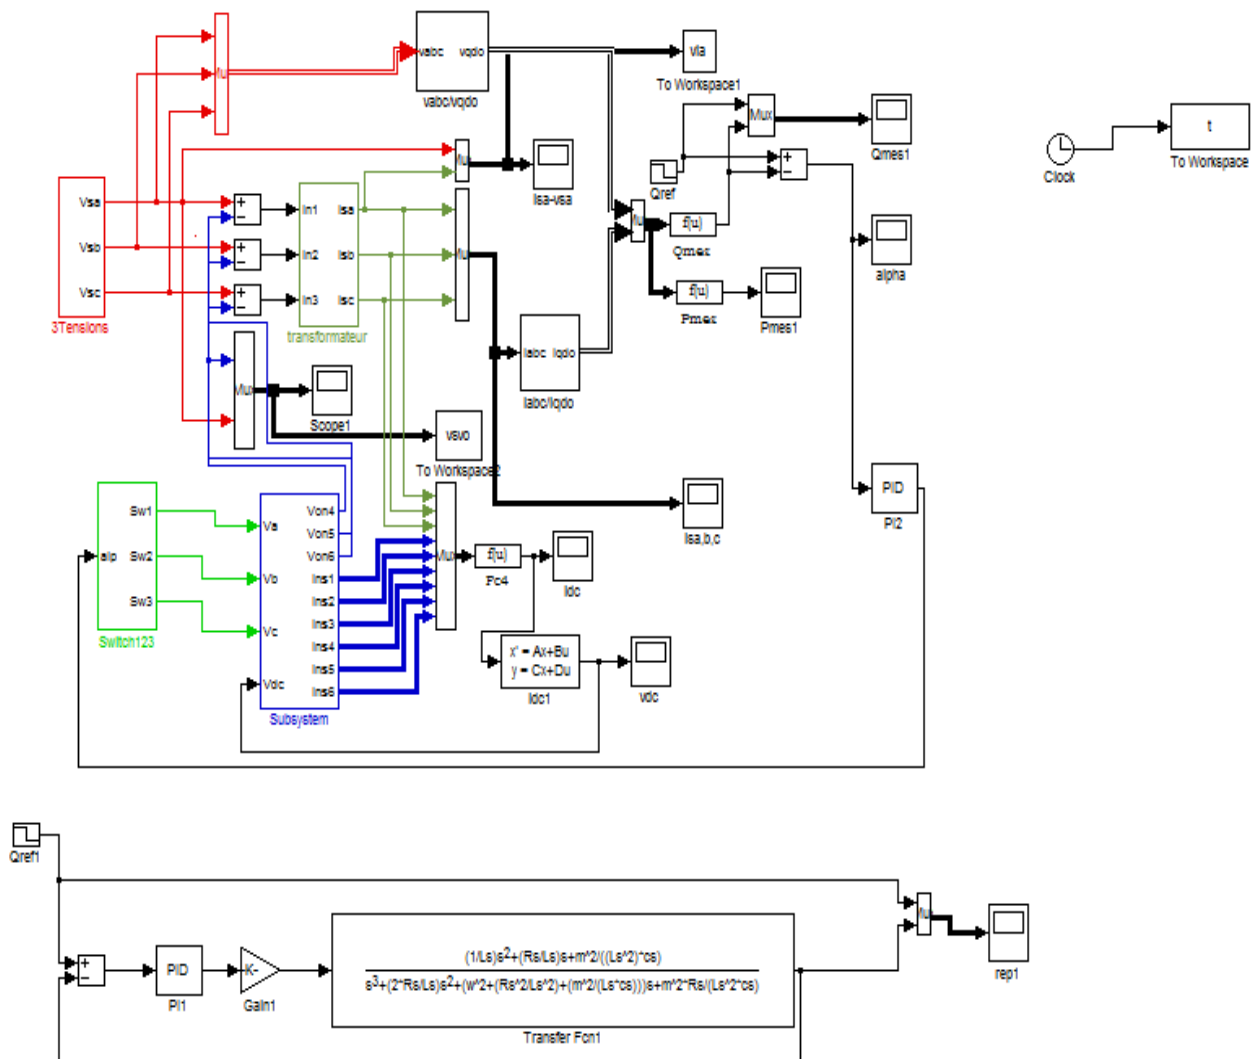 vabc vqdo
vabc/vqdo
vla
To Workspace1
Mux
Qmes1
t
To Workspace
Clock
Isa-vsa
Qref
+
−
Vsa
Vsb
Vsc
3Tensions
+
−
+
−
+
−
In1 Isa
In2 Isb
In3 Isc
transformateur
f(u)
Qmes
f(u)
Pmes
Pmes1
alpha
Iabc Iqdo
Iabc/Iqdo
Mux
Scope1
vsvo
To Workspace2
PID
PI2
Isa,b,c
Sw1
alp Sw2
Sw3
Switch123
Va
Vb
Vc
Vdc
Von4
Von5
Von6
Ins1
Ins2
Ins3
Ins4
Ins5
Ins6
Subsystem
Mux
f(u)
Fc4
Idc
x' = Ax+Bu
y = Cx+Du
Idc1
vdc
Qref1
+
−
PID
PI1
K-
Gain1
(1/Ls)s²+(Rs/Ls)s+m^2/((Ls^2)*cs)
s³+(2*Rs/Ls)s²+(w^2+(Rs^2/Ls^2)+(m^2/(Ls*cs)))s+m^2*Rs/(Ls^2*cs)
Transfer Fcn1
rep1